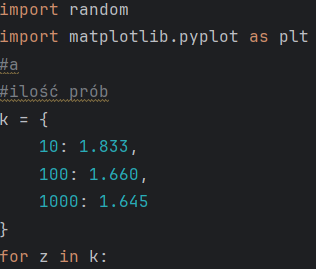 import random
import matplotlib.pyplot as plt
#a
#ilość prób
k = {
    10: 1.833,
    100: 1.660,
    1000: 1.645
}
for z in k: